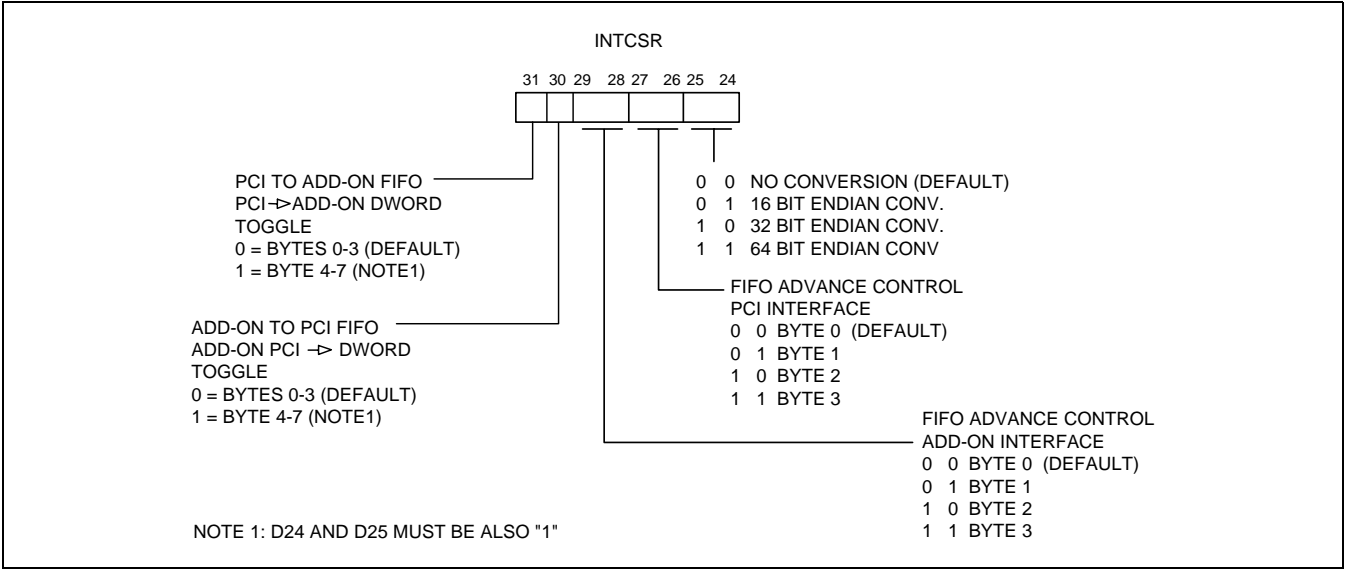 INTCSR
31 30 29 28 27 26 25 24
PCI TO ADD-ON FIFO
PCI ADD-ON DWORD
TOGGLE
0 = BYTES 0-3 (DEFAULT)
1 = BYTE 4-7 (NOTE1)
0 0 NO CONVERSION (DEFAULT)
0 1 16 BIT ENDIAN CONV.
1 0 32 BIT ENDIAN CONV.
1 1 64 BIT ENDIAN CONV
FIFO ADVANCE CONTROL
PCI INTERFACE
0 0 BYTE 0 (DEFAULT)
0 1 BYTE 1
1 0 BYTE 2
1 1 BYTE 3
ADD-ON TO PCI FIFO
ADD-ON PCI DWORD
TOGGLE
0 = BYTES 0-3 (DEFAULT)
1 = BYTE 4-7 (NOTE1)
FIFO ADVANCE CONTROL
ADD-ON INTERFACE
0 0 BYTE 0 (DEFAULT)
0 1 BYTE 1
1 0 BYTE 2
1 1 BYTE 3
NOTE 1: D24 AND D25 MUST BE ALSO "1"